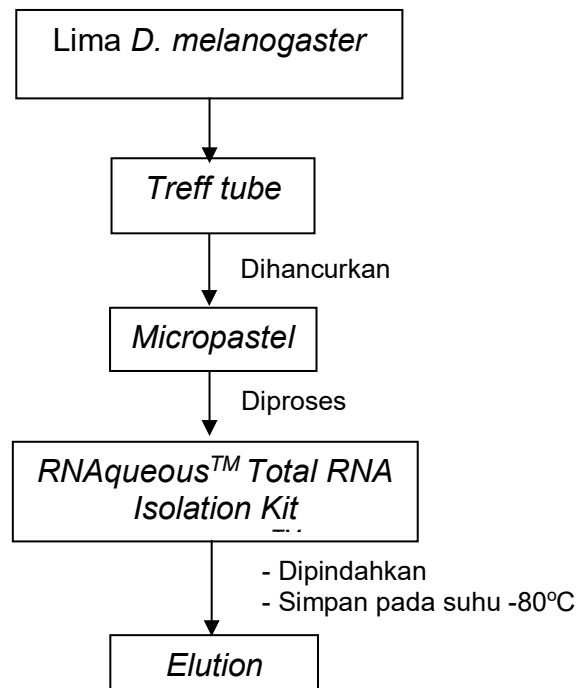 Lima D. melanogaster
Treff tube
Dihancurkan
Micropastel
Diproses
RNAqueous™ Total RNA
Isolation Kit
- Dipindahkan
- Simpan pada suhu -80ºC
Elution